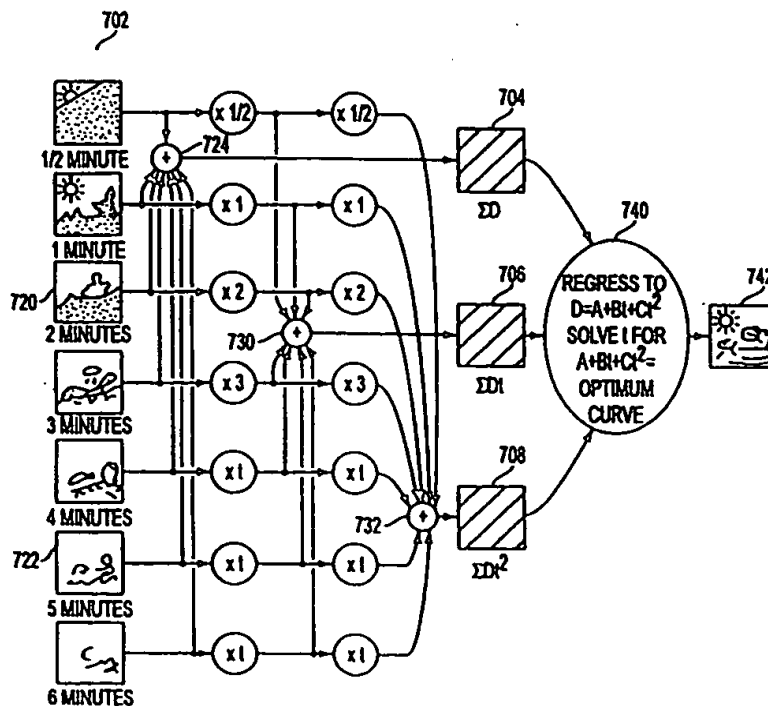 702
x 1/2
x 1/2
704
+
724
1/2 MINUTE
ΣD
740
x 1
x 1
1 MINUTE
706
742
720
x 2
x 2
REGRESS TO
D=A+Bt+Ct²
SOLVE t FOR
A+Bt+Ct²=
OPTIMUM
CURVE
2 MINUTES
730
+
x 3
x 3
ΣDt
3 MINUTES
708
x t
x t
4 MINUTES
732
+
722
x t
x t
ΣDt²
5 MINUTES
x t
x t
6 MINUTES